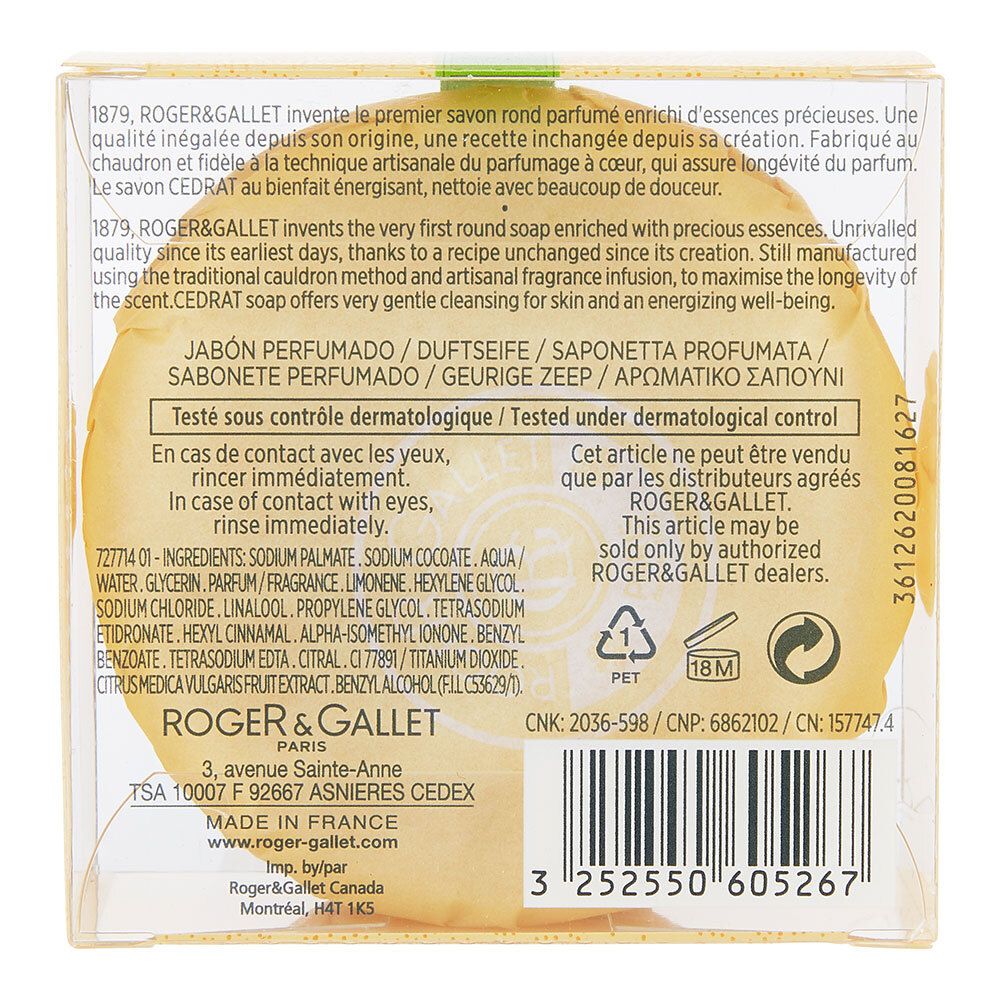 1879, ROGER&GALLET invente le premier savon rond parfumé enrichi d'essences précieuses. Une
qualité inégalée depuis son origine, une recette inchangée depuis sa création. Fabriqué au
chaudron et fidèle à la technique artisanale du parfumage à cœur, qui assure longévité du parfum.
Le savon CEDRAT au bienfait énergisant, nettoie avec beaucoup de douceur.
1879, ROGER&GALLET invents the very first round soap enriched with precious essences. Unrivalled
quality since its earliest days, thanks to a recipe unchanged since its creation. Still manufactured
using the traditional cauldron method and artisanal fragrance infusion, to maximise the longevity of
the scent.CEDRAT soap offers very gentle cleansing for skin and an energizing well-being.
JABÓN PERFUMADO / DUFTSEIFE / SAPONETTA PROFUMATA /
SABONETE PERFUMADO / GEURIGE ZEEP / ΑΡΩΜΑΤΙΚΟ ΣΑΠΟΥΝΙ
Testé sous contrôle dermatologique / Tested under dermatological control
En cas de contact avec les yeux,
rincer immédiatement.
In case of contact with eyes,
rinse immediately.
Cet article ne peut être vendu
que par les distributeurs agréés
ROGER&GALLET.
This article may be
sold only by authorized
ROGER&GALLET dealers.
3612620081627
727714 01 - INGREDIENTS: SODIUM PALMATE . SODIUM COCOATE . AQUA /
WATER . GLYCERIN . PARFUM / FRAGRANCE . LIMONENE . HEXYLENE GLYCOL .
SODIUM CHLORIDE . LINALOOL . PROPYLENE GLYCOL . TETRASODIUM
ETIDRONATE . HEXYL CINNAMAL . ALPHA-ISOMETHYL IONONE . BENZYL
BENZOATE . TETRASODIUM EDTA . CITRAL . CI 77891 / TITANIUM DIOXIDE .
CITRUS MEDICA VULGARIS FRUIT EXTRACT . BENZYL ALCOHOL (F.I.L C53629/1).
1
PET
18 M
ROGER & GALLET
PARIS
3, avenue Sainte-Anne
TSA 10007 F 92667 ASNIERES CEDEX
MADE IN FRANCE
www.roger-gallet.com
Imp. by/par
Roger&Gallet Canada
Montréal, H4T 1K5
CNK: 2036-598 / CNP: 6862102 / CN: 157747.4
3 252550 605267